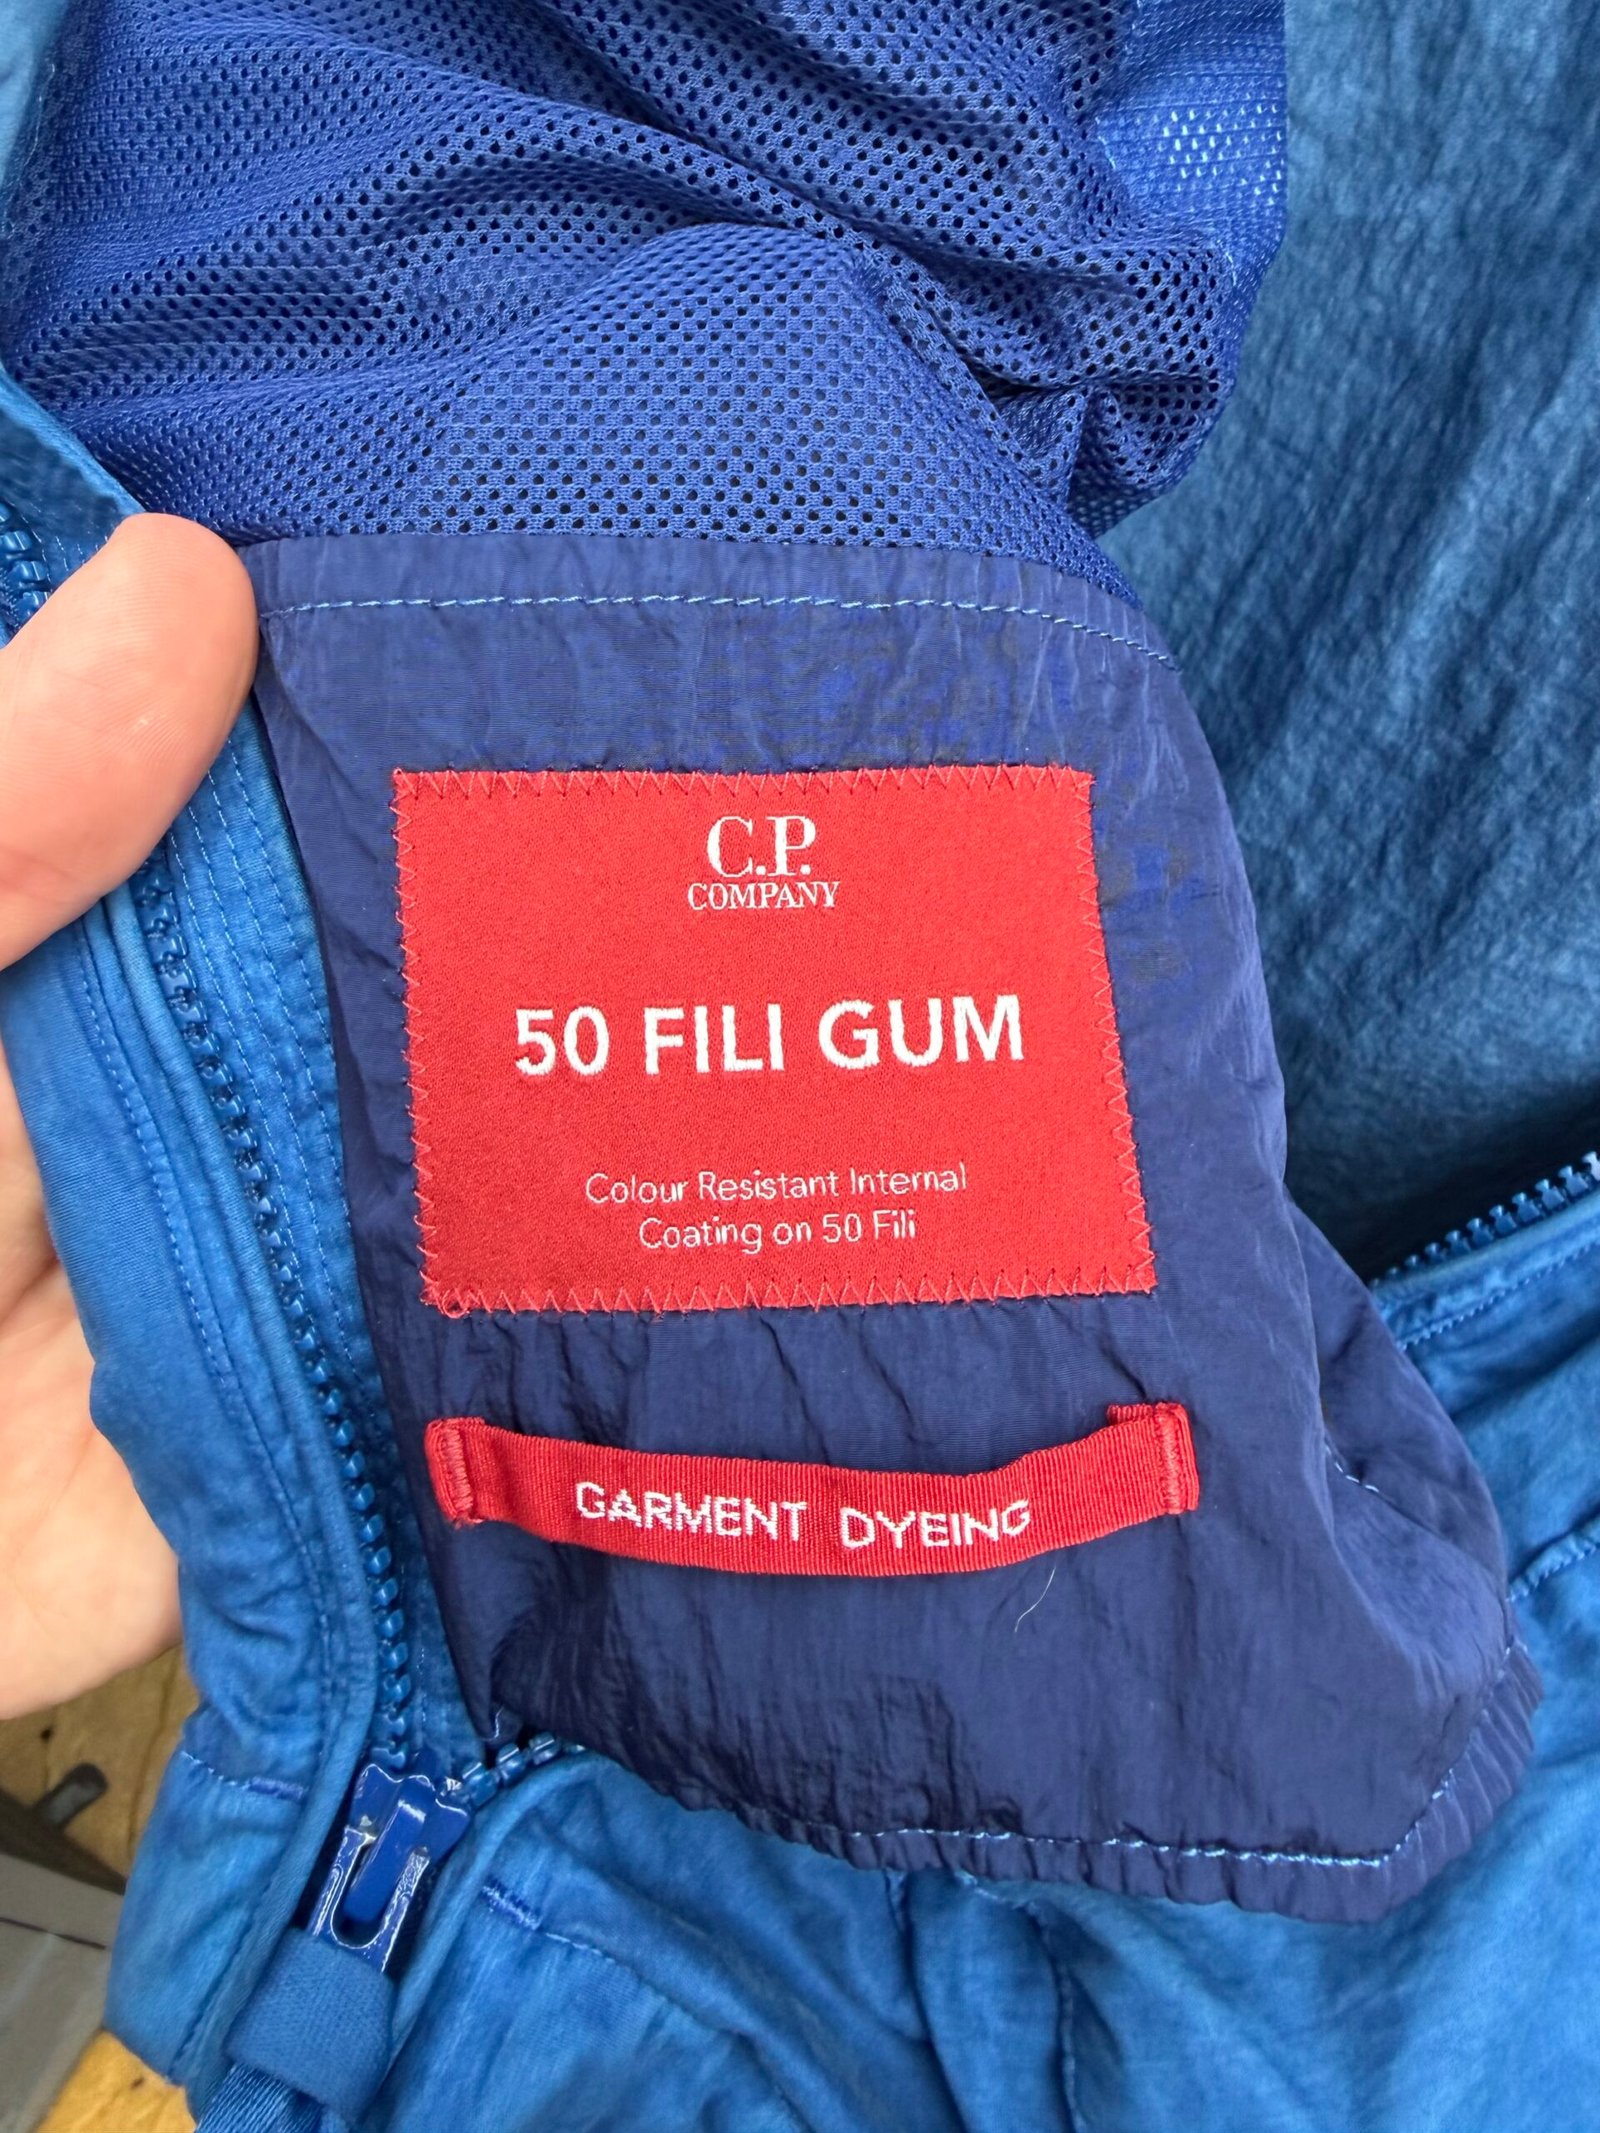 C.P.
COMPANY
50 FILI GUM
Colour Resistant Internal
Coating on 50 Fili
GARMENT DYEING